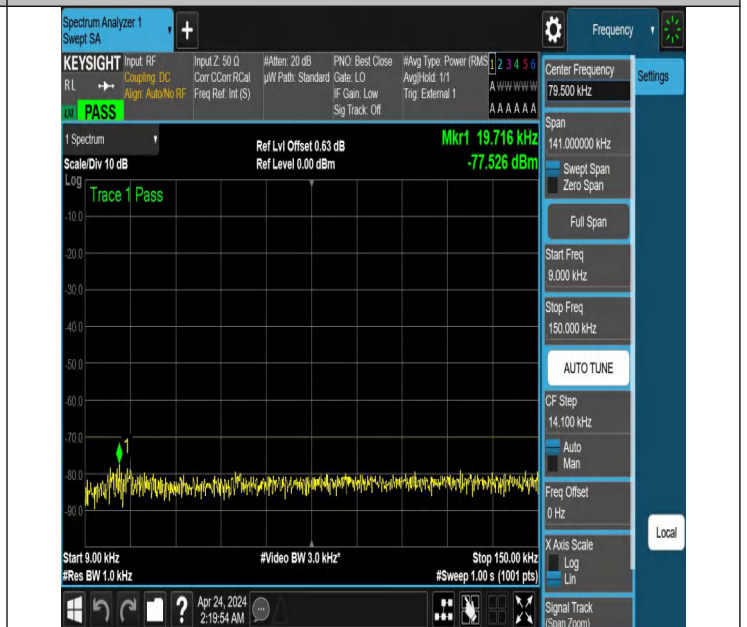 Spectrum Analyzer 1
Swept SA
+
Frequency
KEYSIGHT
RL
PASS
Input: RF
Coupling: DC
Align: Auto/No RF
Input Z: 50 Ω
Corr CCorr RCal
Freq Ref: Int (S)
#Atten: 20 dB
µW Path: Standard
PNO: Best Close
Gate: LO
IF Gain: Low
Sig Track: Off
#Avg Type: Power (RMS
Avg|Hold: 1/1
Trig: External 1
1 2 3 4 5 6
A W W W W W
A A A A A A
1 Spectrum
Scale/Div 10 dB
Ref Lvl Offset 0.63 dB
Ref Level 0.00 dBm
Mkr1 19.716 kHz
-77.526 dBm
Log
Trace 1 Pass
-10.0
-20.0
-30.0
-40.0
-50.0
-60.0
-70.0
-80.0
-90.0
1
Start 9.00 kHz
#Res BW 1.0 kHz
#Video BW 3.0 kHz*
Stop 150.00 kHz
#Sweep 1.00 s (1001 pts)
Center Frequency
79.500 kHz
Settings
Span
141.000000 kHz
Swept Span
Zero Span
Full Span
Start Freq
9.000 kHz
Stop Freq
150.000 kHz
AUTO TUNE
CF Step
14.100 kHz
Auto
Man
Freq Offset
0 Hz
X Axis Scale
Log
Lin
Local
Signal Track
(Span Zoom)
?
Apr 24, 2024
2:19:54 AM